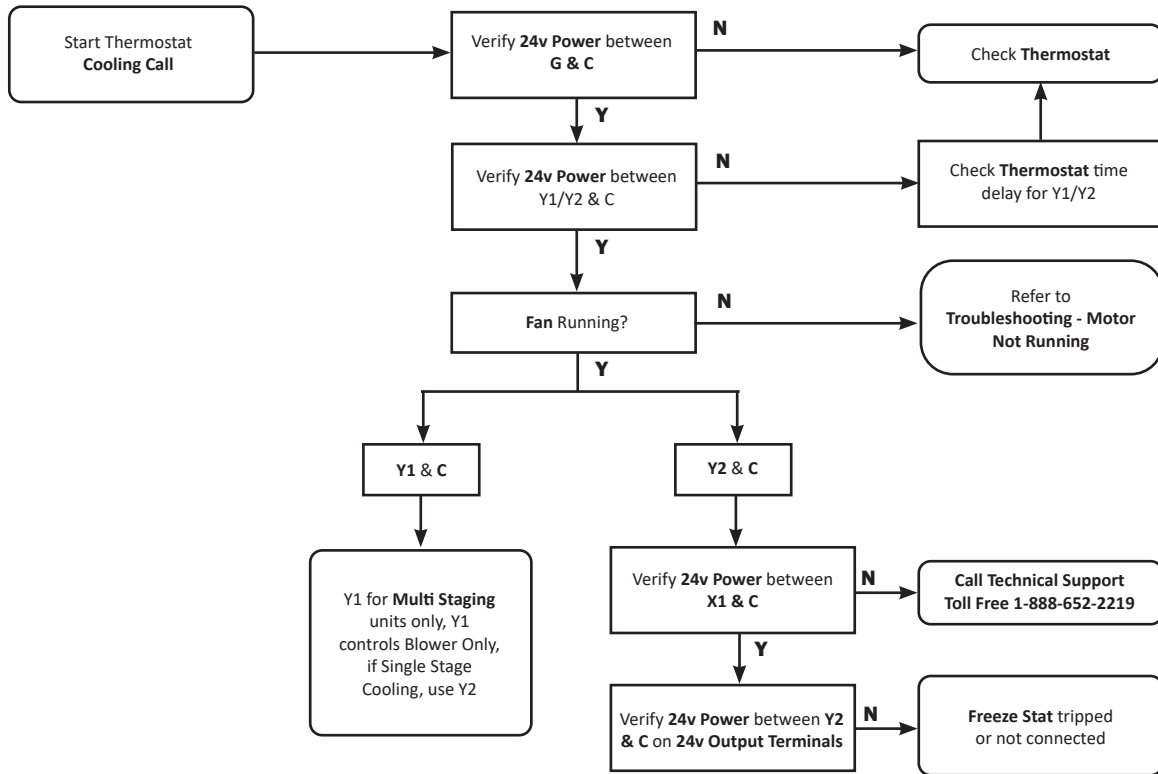 Start Thermostat
Cooling Call
Verify 24v Power between
G & C
N
Check Thermostat
Y
Verify 24v Power between
Y1/Y2 & C
N
Check Thermostat time
delay for Y1/Y2
Y
Fan Running?
N
Refer to
Troubleshooting - Motor
Not Running
Y
Y1 & C
Y2 & C
Y1 for Multi Staging
units only, Y1
controls Blower Only,
if Single Stage
Cooling, use Y2
Verify 24v Power between
X1 & C
N
Call Technical Support
Toll Free 1-888-652-2219
Y
Verify 24v Power between Y2
& C on 24v Output Terminals
N
Freeze Stat tripped
or not connected